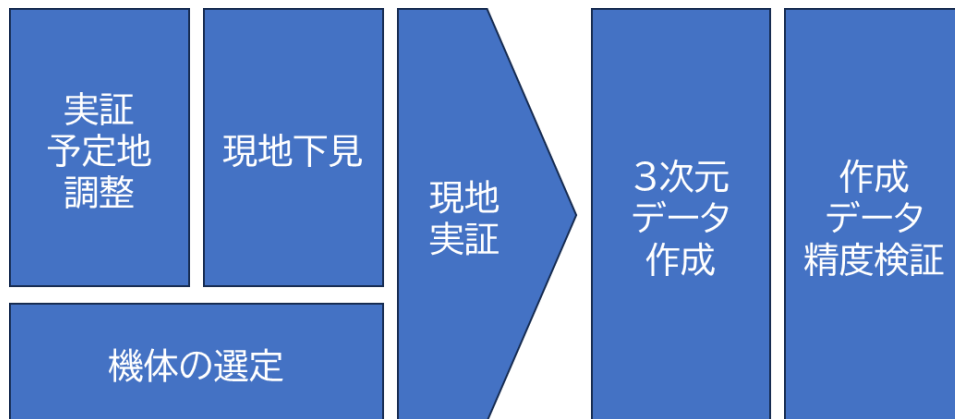 実証
予定地
調整
現地下見
機体の選定
現地
実証
３次元
データ
作成
作成
データ
精度検証